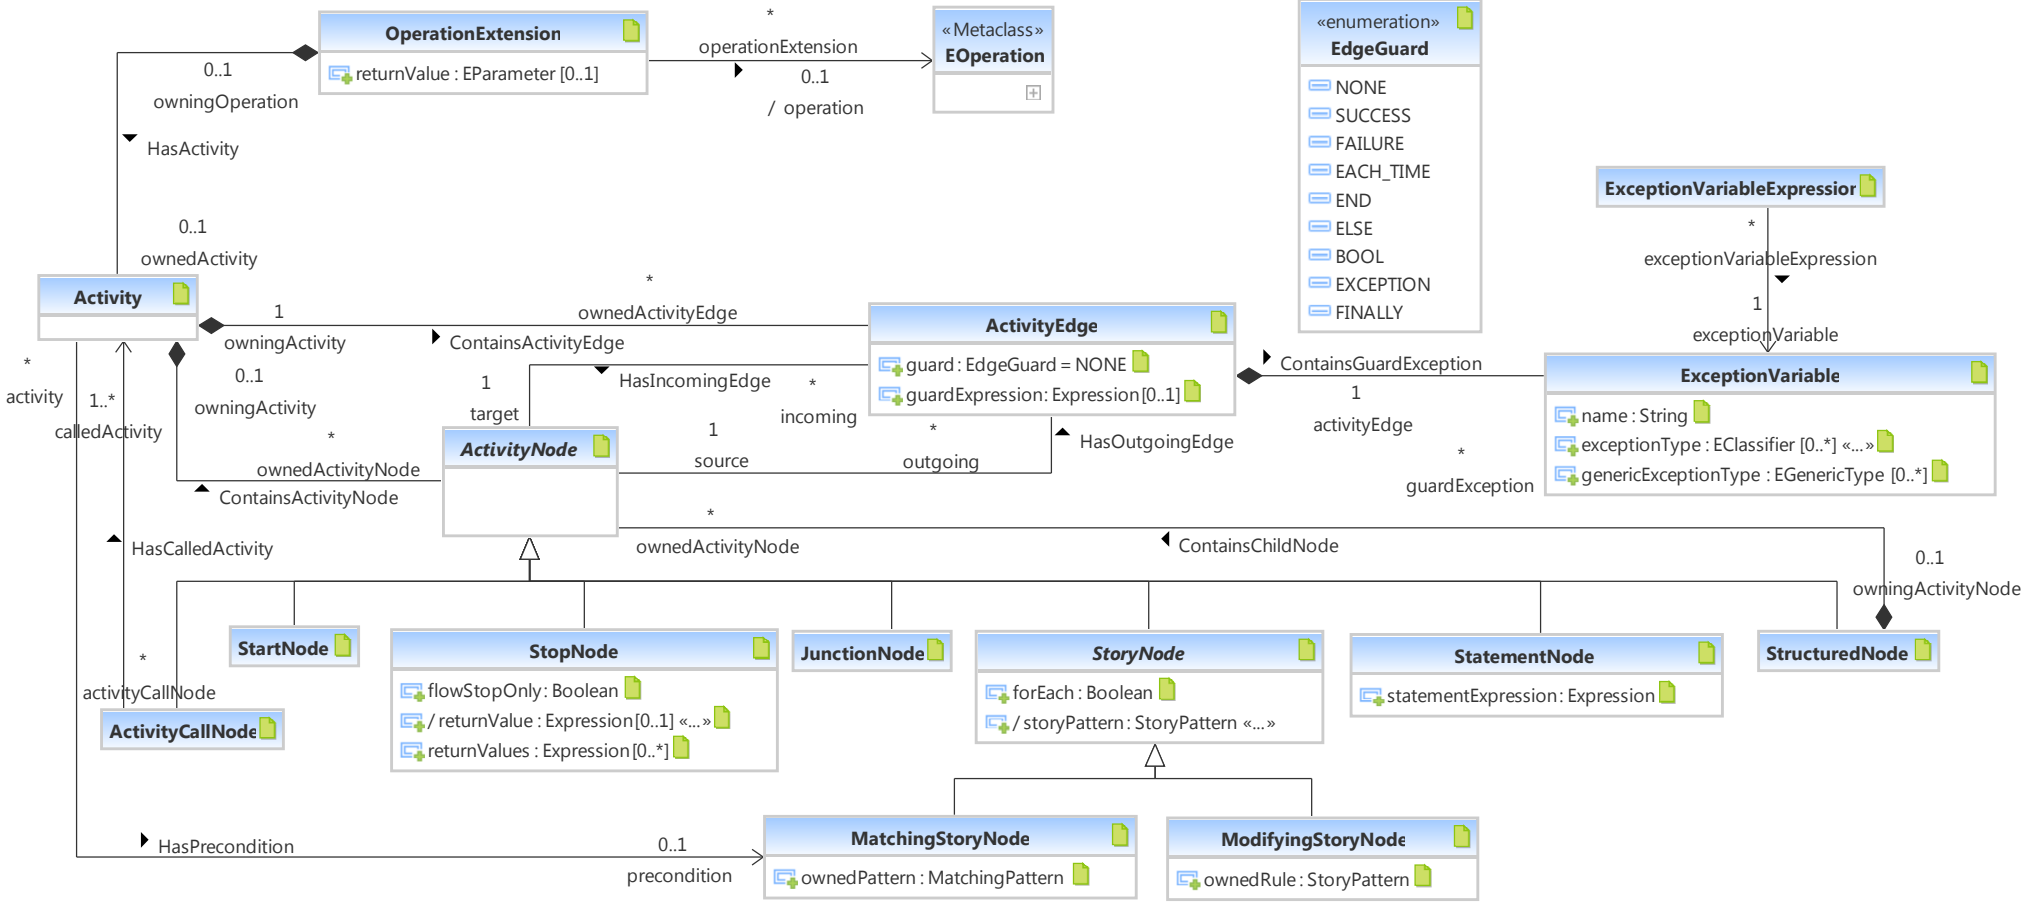 OperationExtension
returnValue : EParameter [0..1]
*
operationExtension
0..1
/ operation
«Metaclass»
EOperation
«enumeration»
EdgeGuard
NONE
SUCCESS
FAILURE
EACH_TIME
END
ELSE
BOOL
EXCEPTION
FINALLY
0..1
owningOperation
HasActivity
0..1
ownedActivity
ExceptionVariableExpression
*
exceptionVariableExpression
1
exceptionVariable
Activity
1
owningActivity
*
ownedActivityEdge
ContainsActivityEdge
ActivityEdge
guard : EdgeGuard = NONE
guardExpression : Expression [0..1]
ContainsGuardException
1
activityEdge
*
guardException
ExceptionVariable
name : String
exceptionType : EClassifier [0..*] «...»
genericExceptionType : EGenericType [0..*]
*
activity
1..*
calledActivity
0..1
owningActivity
*
ownedActivityNode
ContainsActivityNode
1
target
HasIncomingEdge
*
incoming
ActivityNode
1
source
*
outgoing
HasOutgoingEdge
*
ownedActivityNode
ContainsChildNode
0..1
owningActivityNode
HasCalledActivity
*
activityCallNode
ActivityCallNode
StartNode
StopNode
flowStopOnly : Boolean
/ returnValue : Expression [0..1] «...»
returnValues : Expression [0..*]
JunctionNode
StoryNode
forEach : Boolean
/ storyPattern : StoryPattern «...»
StatementNode
statementExpression : Expression
StructuredNode
HasPrecondition
0..1
precondition
MatchingStoryNode
ownedPattern : MatchingPattern
ModifyingStoryNode
ownedRule : StoryPattern